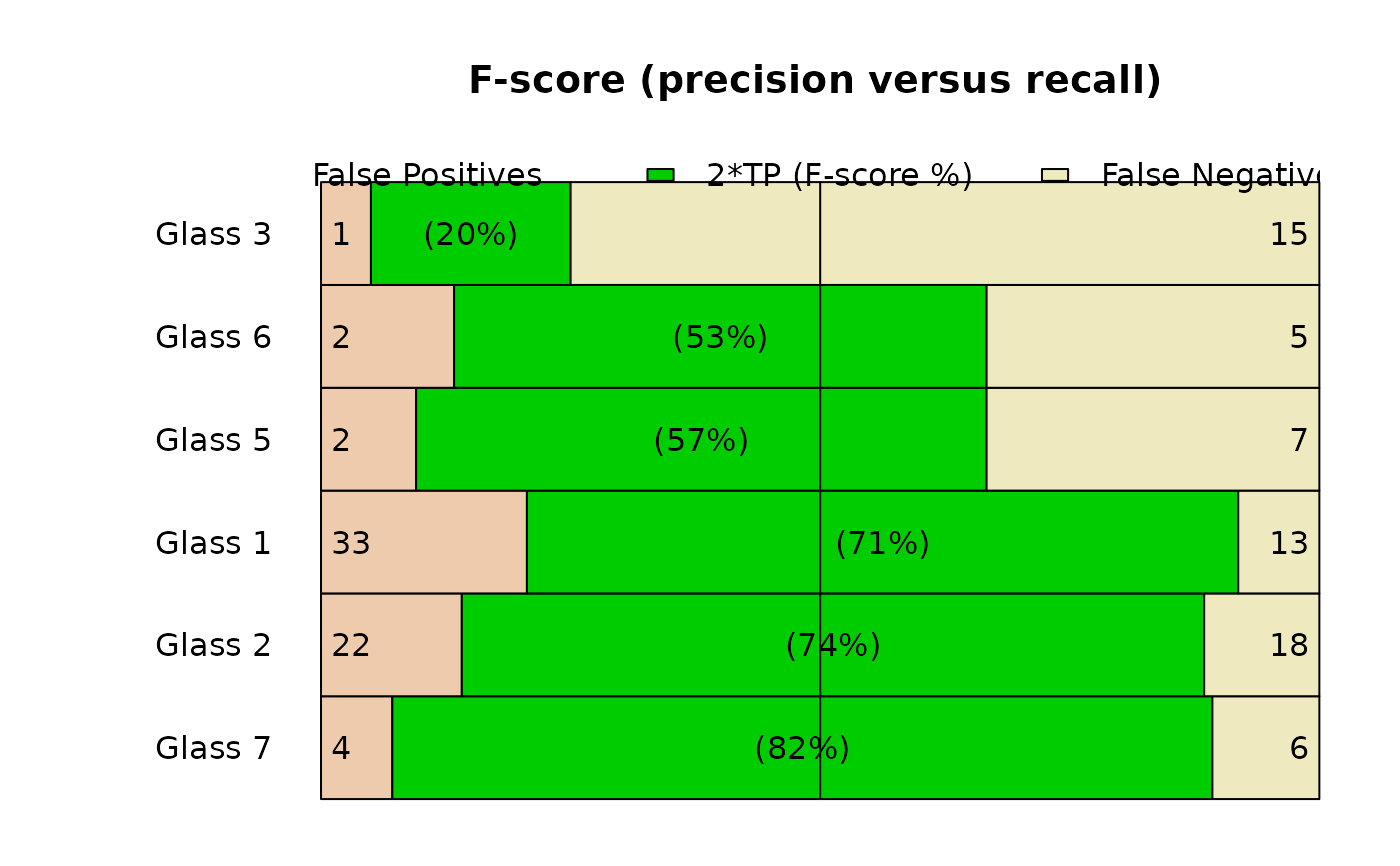 F-score (precision versus recall)
False Positives 2*TP (F-score %) False Negative
Glass 3 1 (20%) 15
Glass 6 2 (53%) 5
Glass 5 2 (57%) 7
Glass 1 33 (71%) 13
Glass 2 22 (74%) 18
Glass 7 4 (82%) 6